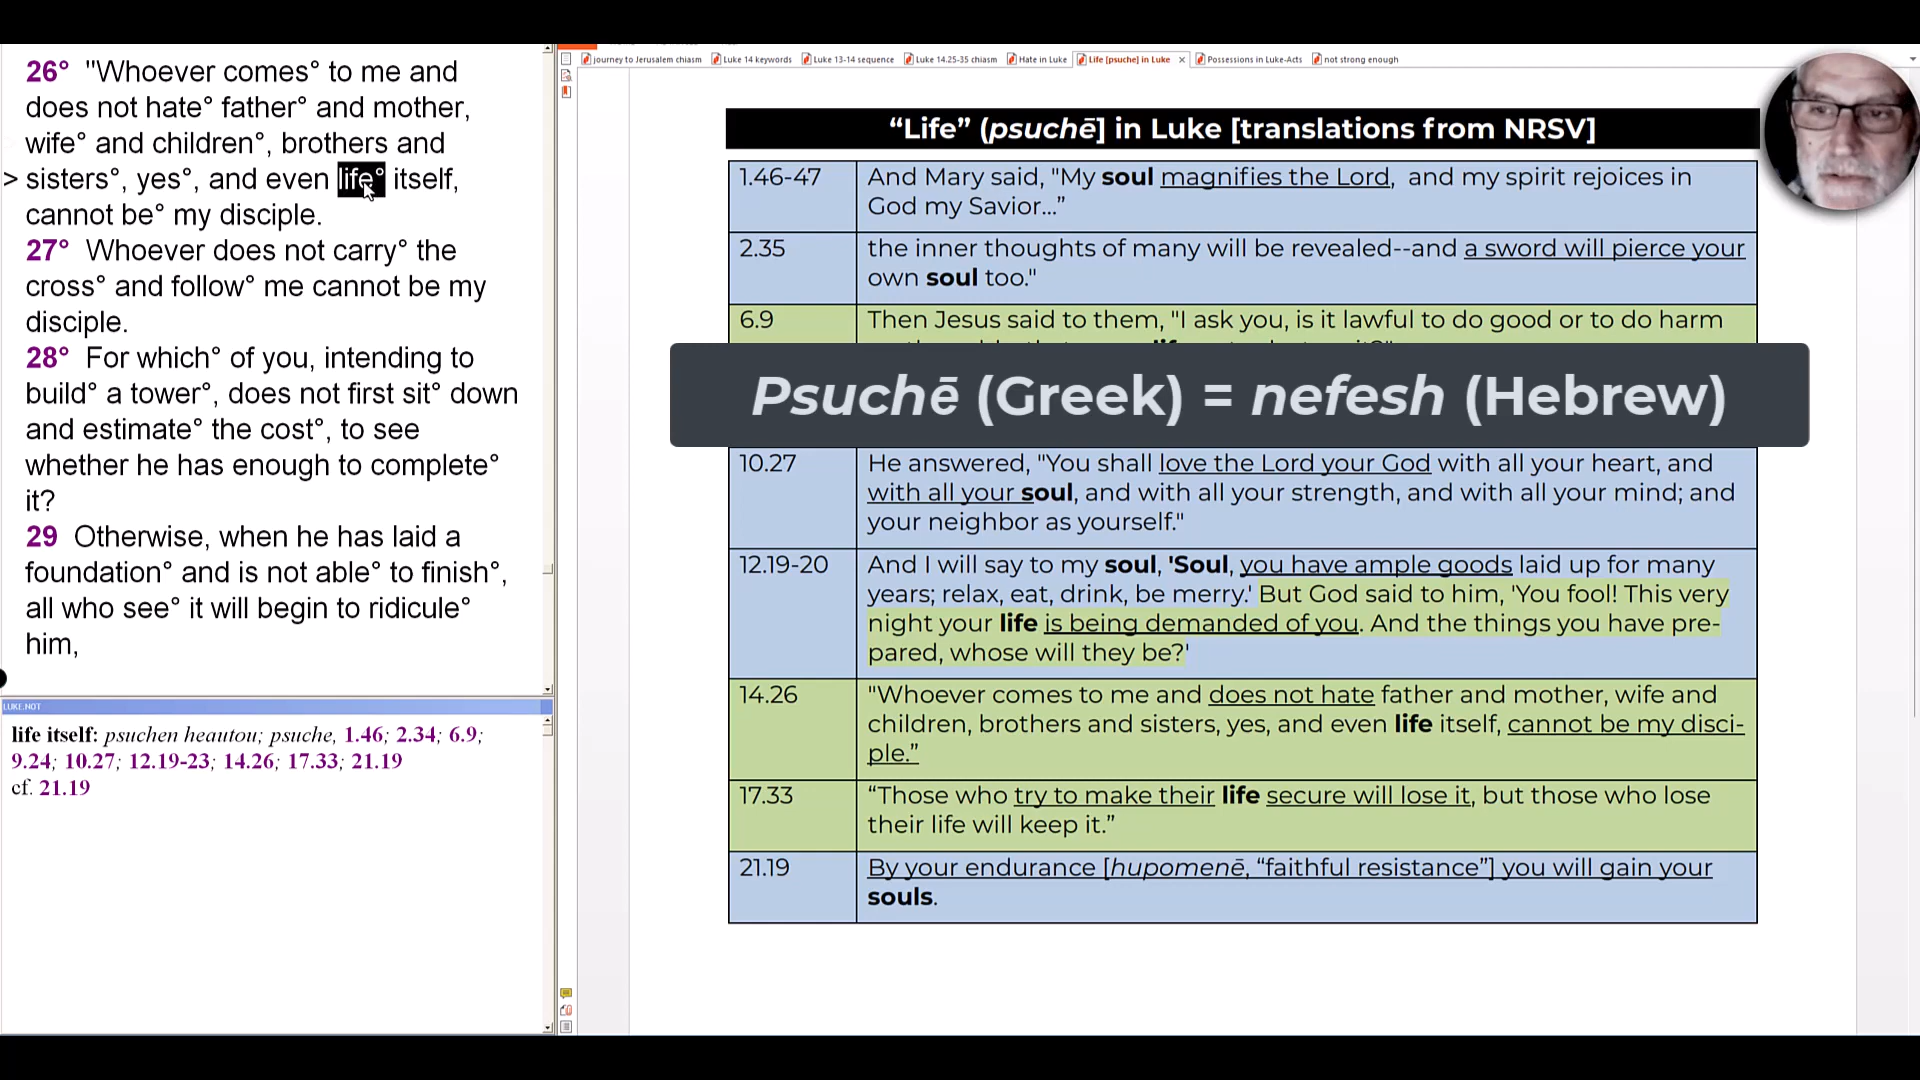 26° "Whoever comes° to me and
does not hate° father° and mother,
wife° and children°, brothers and
> sisters°, yes°, and even life° itself,
cannot be° my disciple.
27° Whoever does not carry° the
cross° and follow° me cannot be my
disciple.
28° For which° of you, intending to
build° a tower°, does not first sit° down
and estimate° the cost°, to see
whether he has enough to complete°
it?
29 Otherwise, when he has laid a
foundation° and is not able° to finish°,
all who see° it will begin to ridicule°
him,
LUKE.NOT
life itself: psuchen heautou; psuche, 1.46; 2.34; 6.9;
9.24; 10.27; 12.19-23; 14.26; 17.33; 21.19
cf. 21.19
journey to Jerusalem chiasm
Luke 14 keywords
Luke 13-14 sequence
Luke 14.25-35 chiasm
Hate in Luke
Life [psuche] in Luke
Possessions in Luke-Acts
not strong enough
“Life” (psuchē] in Luke [translations from NRSV]
1.46-47
And Mary said, "My soul magnifies the Lord, and my spirit rejoices in
God my Savior…”
2.35
the inner thoughts of many will be revealed--and a sword will pierce your
own soul too."
6.9
Then Jesus said to them, "I ask you, is it lawful to do good or to do harm
Psuchē (Greek) = nefesh (Hebrew)
10.27
He answered, "You shall love the Lord your God with all your heart, and
with all your soul, and with all your strength, and with all your mind; and
your neighbor as yourself."
12.19-20
And I will say to my soul, 'Soul, you have ample goods laid up for many
years; relax, eat, drink, be merry.' But God said to him, 'You fool! This very
night your life is being demanded of you. And the things you have pre-
pared, whose will they be?'
14.26
"Whoever comes to me and does not hate father and mother, wife and
children, brothers and sisters, yes, and even life itself, cannot be my disci-
ple.”
17.33
“Those who try to make their life secure will lose it, but those who lose
their life will keep it.”
21.19
By your endurance [hupomenē, “faithful resistance”] you will gain your
souls.